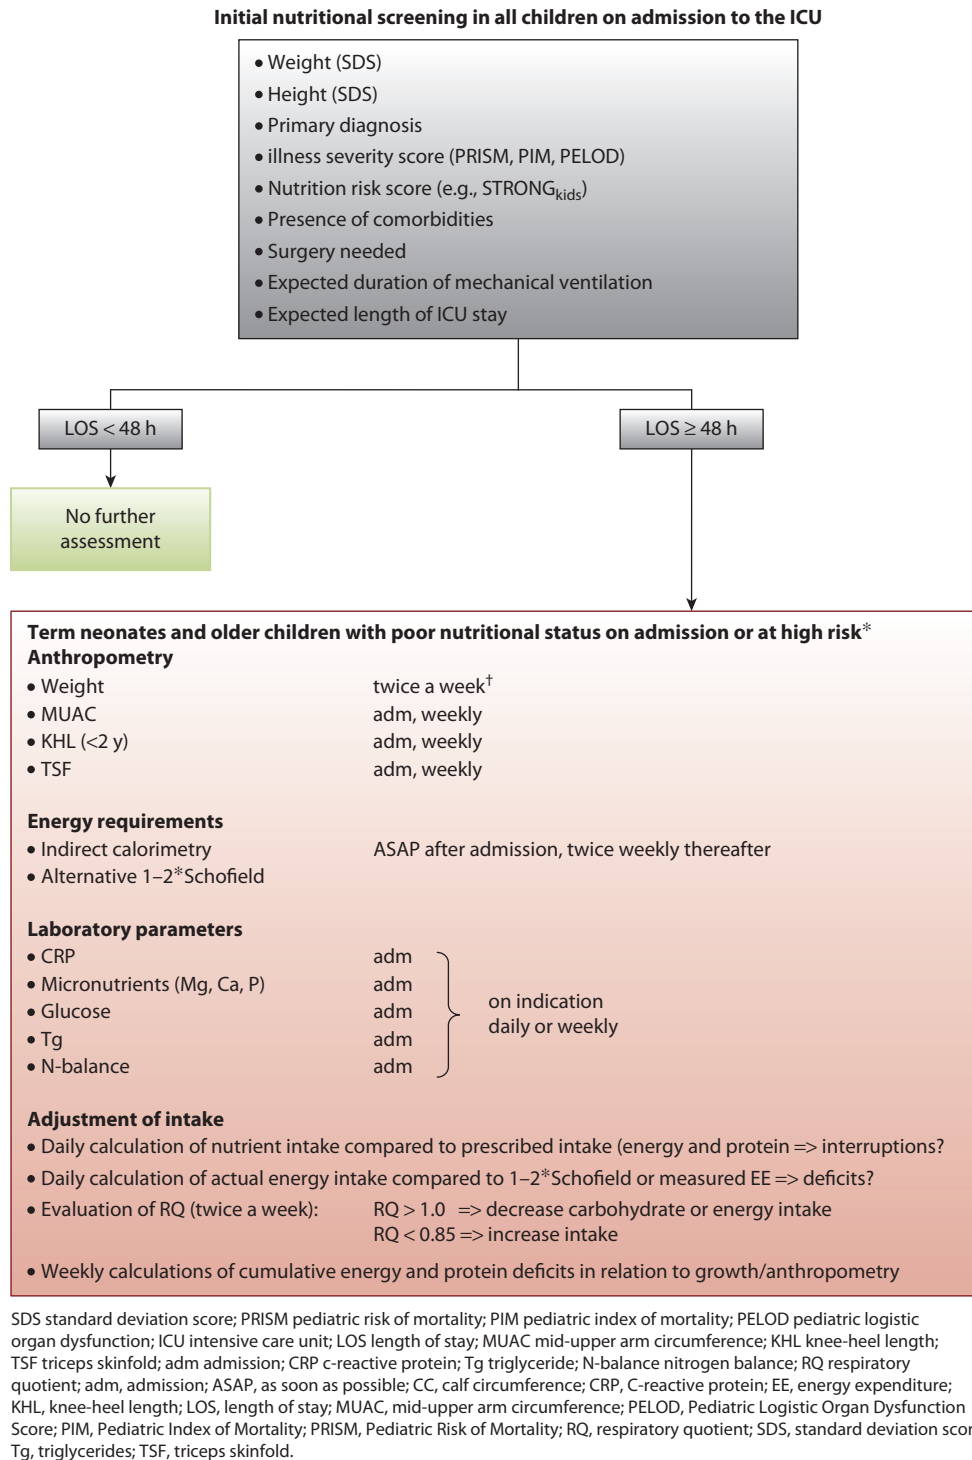 Initial nutritional screening in all children on admission to the ICU
• Weight (SDS)
• Height (SDS)
• Primary diagnosis
• illness severity score (PRISM, PIM, PELOD)
• Nutrition risk score (e.g., STRONGkids)
• Presence of comorbidities
• Surgery needed
• Expected duration of mechanical ventilation
• Expected length of ICU stay
LOS < 48 h
LOS ≥ 48 h
No further
assessment
Term neonates and older children with poor nutritional status on admission or at high risk*
Anthropometry
• Weight twice a week†
• MUAC adm, weekly
• KHL (<2 y) adm, weekly
• TSF adm, weekly
Energy requirements
• Indirect calorimetry ASAP after admission, twice weekly thereafter
• Alternative 1–2*Schofield
Laboratory parameters
• CRP adm
• Micronutrients (Mg, Ca, P) adm
• Glucose adm
• Tg adm
• N-balance adm
on indication
daily or weekly
Adjustment of intake
• Daily calculation of nutrient intake compared to prescribed intake (energy and protein => interruptions?
• Daily calculation of actual energy intake compared to 1–2*Schofield or measured EE => deficits?
• Evaluation of RQ (twice a week): RQ > 1.0 => decrease carbohydrate or energy intake
RQ < 0.85 => increase intake
• Weekly calculations of cumulative energy and protein deficits in relation to growth/anthropometry
SDS standard deviation score; PRISM pediatric risk of mortality; PIM pediatric index of mortality; PELOD pediatric logistic
organ dysfunction; ICU intensive care unit; LOS length of stay; MUAC mid-upper arm circumference; KHL knee-heel length;
TSF triceps skinfold; adm admission; CRP c-reactive protein; Tg triglyceride; N-balance nitrogen balance; RQ respiratory
quotient; adm, admission; ASAP, as soon as possible; CC, calf circumference; CRP, C-reactive protein; EE, energy expenditure;
KHL, knee-heel length; LOS, length of stay; MUAC, mid-upper arm circumference; PELOD, Pediatric Logistic Organ Dysfunction
Score; PIM, Pediatric Index of Mortality; PRISM, Pediatric Risk of Mortality; RQ, respiratory quotient; SDS, standard deviation scor
Tg, triglycerides; TSF, triceps skinfold.